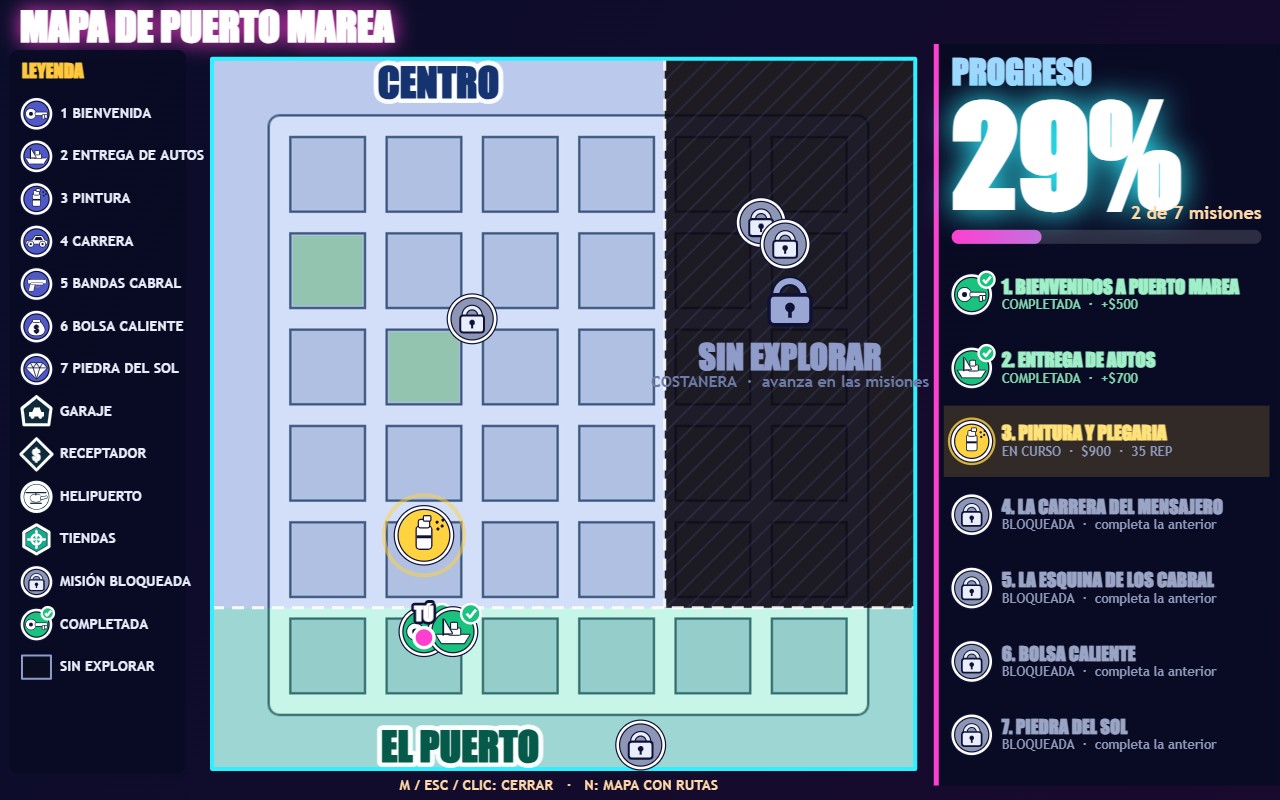 MAPA DE PUERTO MAREA
LEYENDA
1 BIENVENIDA
2 ENTREGA DE AUTOS
3 PINTURA
4 CARRERA
5 BANDAS CABRAL
6 BOLSA CALIENTE
7 PIEDRA DEL SOL
GARAJE
RECEPTADOR
HELIPUERTO
TIENDAS
MISIÓN BLOQUEADA
COMPLETADA
SIN EXPLORAR
CENTRO
SIN EXPLORAR
COSTANERA · avanza en las misiones
TÚ
EL PUERTO
M / ESC / CLIC: CERRAR · N: MAPA CON RUTAS
PROGRESO
29%
2 de 7 misiones
1. BIENVENIDOS A PUERTO MAREA
COMPLETADA · +$500
2. ENTREGA DE AUTOS
COMPLETADA · +$700
3. PINTURA Y PLEGARIA
EN CURSO · $900 · 35 REP
4. LA CARRERA DEL MENSAJERO
BLOQUEADA · completa la anterior
5. LA ESQUINA DE LOS CABRAL
BLOQUEADA · completa la anterior
6. BOLSA CALIENTE
BLOQUEADA · completa la anterior
7. PIEDRA DEL SOL
BLOQUEADA · completa la anterior